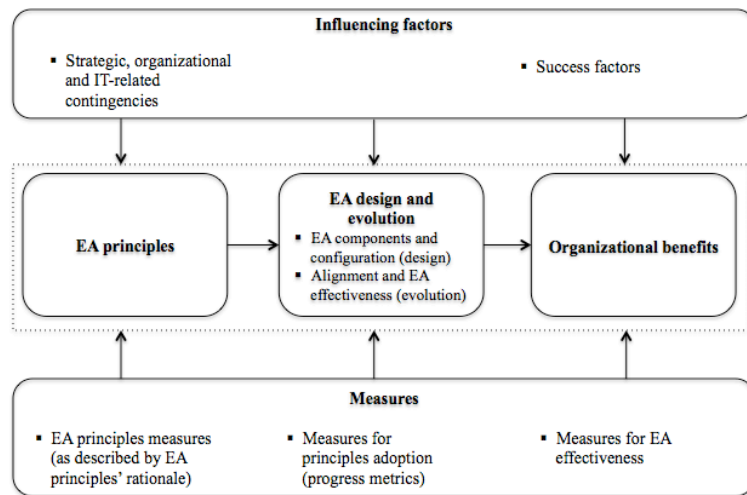 Influencing factors
▪ Strategic, organizational
and IT-related
contingencies
▪ Success factors
EA principles
EA design and
evolution
▪ EA components and
configuration (design)
▪ Alignment and EA
effectiveness (evolution)
Organizational benefits
Measures
▪ EA principles measures
(as described by EA
principles' rationale)
▪ Measures for
principles adoption
(progress metrics)
▪ Measures for EA
effectiveness